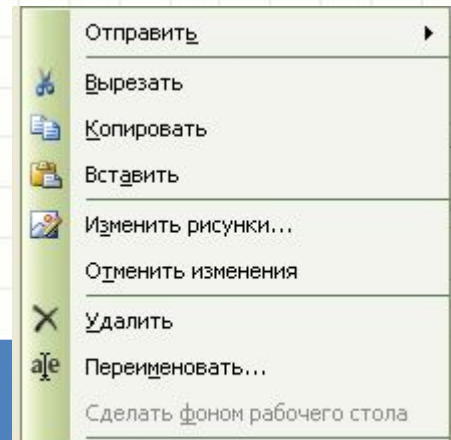 Отправить
Вырезать
Копировать
Вставить
Изменить рисунки...
Отменить изменения
Удалить
Переименовать...
Сделать фоном рабочего стола